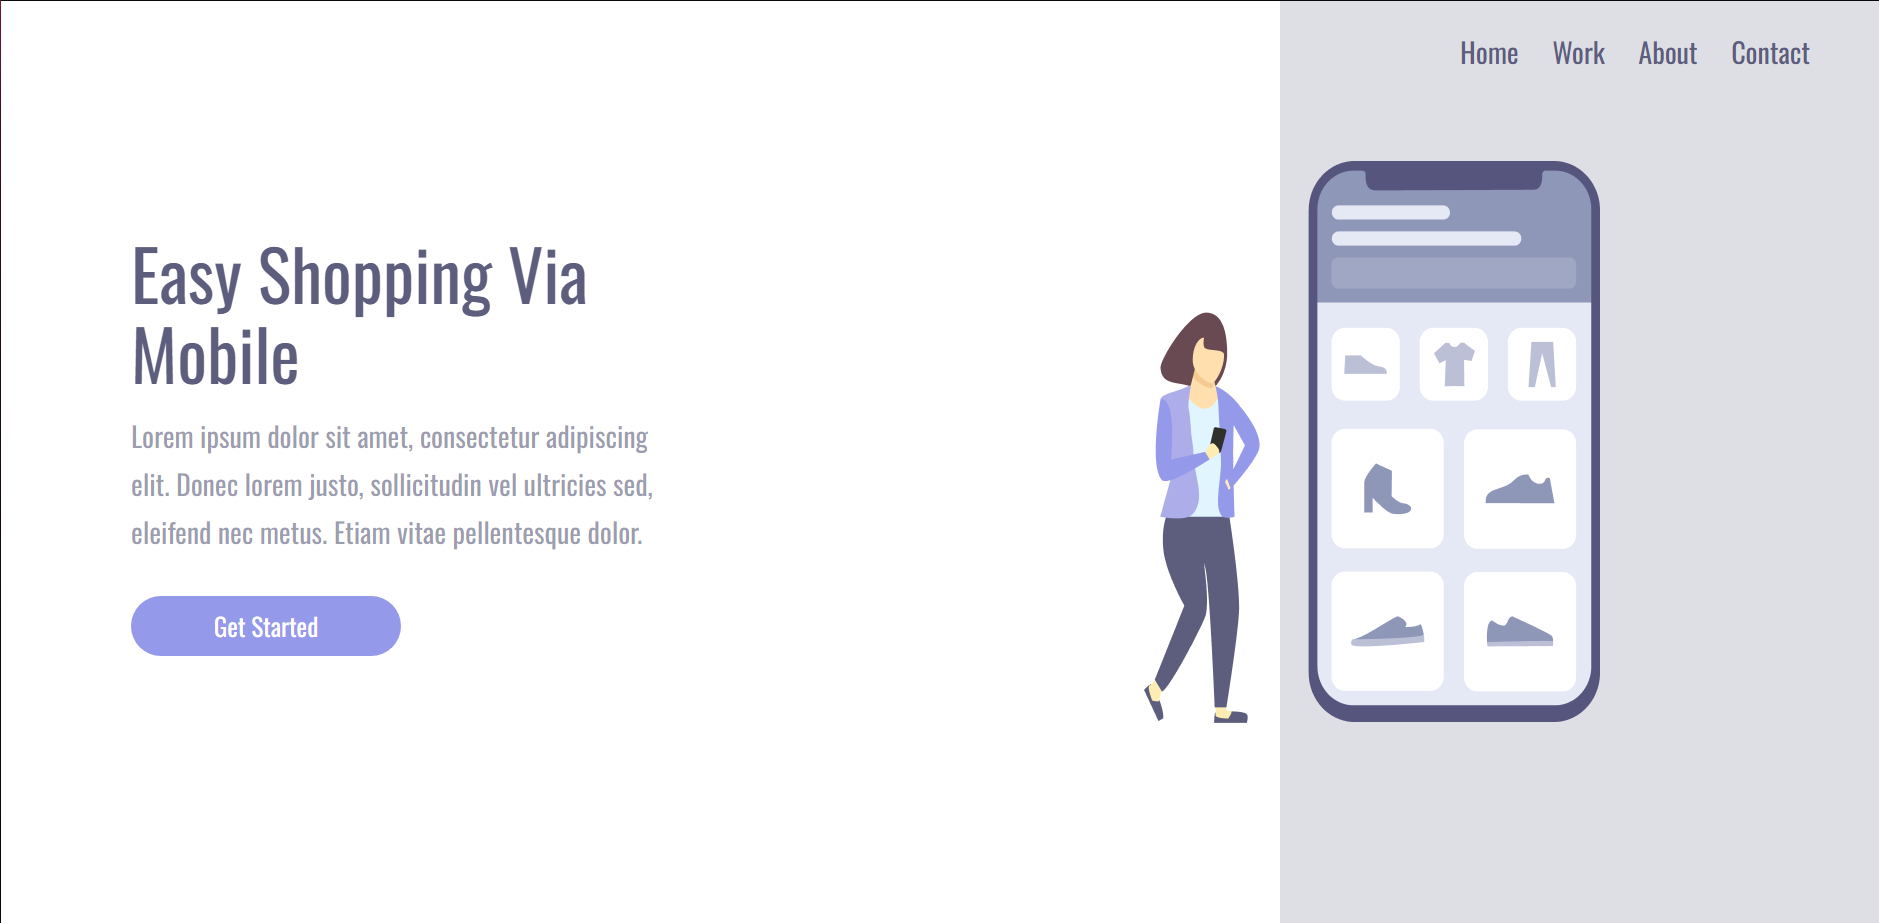 Home Work About Contact
Easy Shopping Via
Mobile
Lorem ipsum dolor sit amet, consectetur adipiscing
elit. Donec lorem justo, sollicitudin vel ultricies sed,
eleifend nec metus. Etiam vitae pellentesque dolor.
Get Started